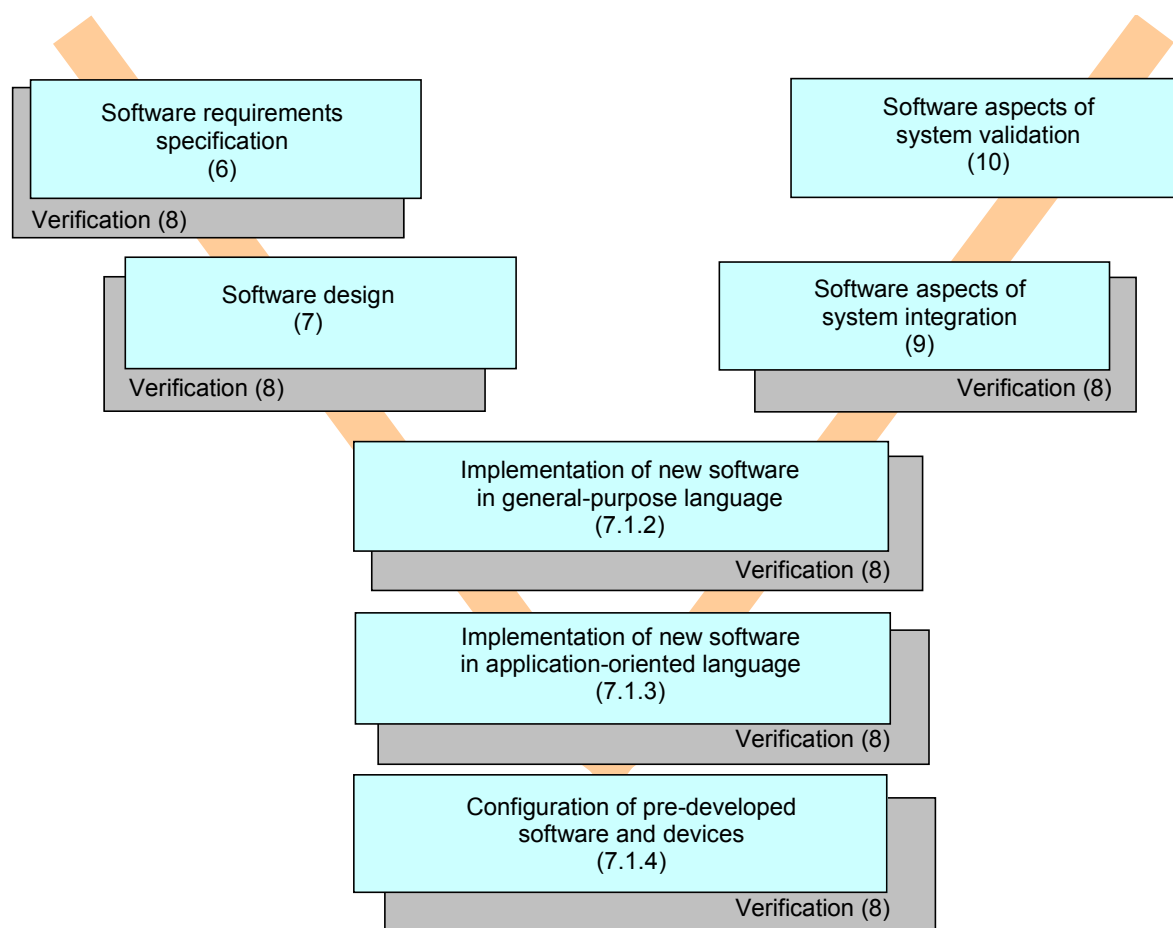 Software requirements
specification
(6)
Verification (8)
Software aspects of
system validation
(10)
Software design
(7)
Verification (8)
Software aspects of
system integration
(9)
Verification (8)
Implementation of new software
in general-purpose language
(7.1.2)
Verification (8)
Implementation of new software
in application-oriented language
(7.1.3)
Verification (8)
Configuration of pre-developed
software and devices
(7.1.4)
Verification (8)